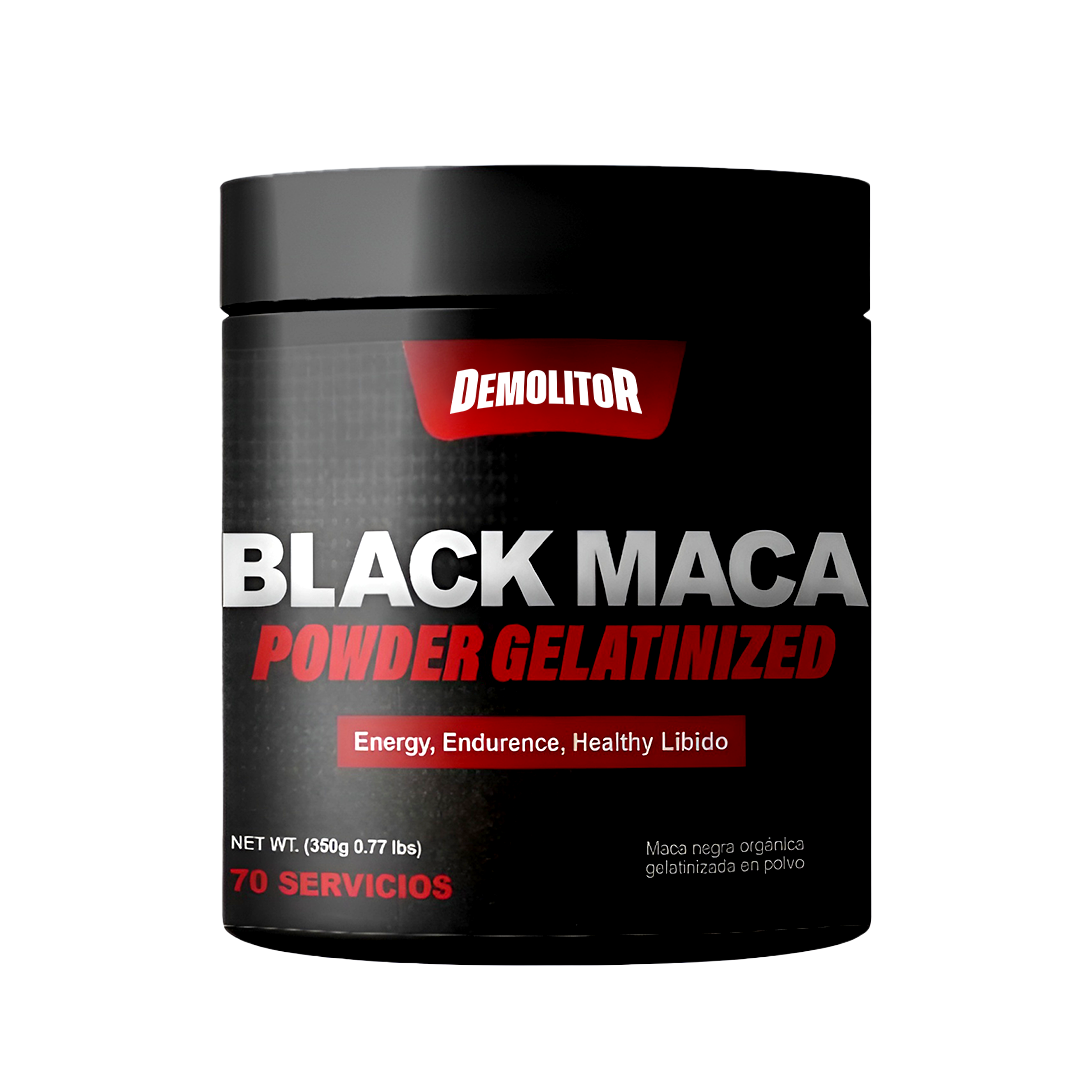 DEMOLITOR
BLACK MACA
POWDER GELATINIZED
Energy, Endurence, Healthy Libido
NET WT. (350g 0.77 lbs)
70 SERVICIOS
Maca negra orgánica
gelatinizada en polvo